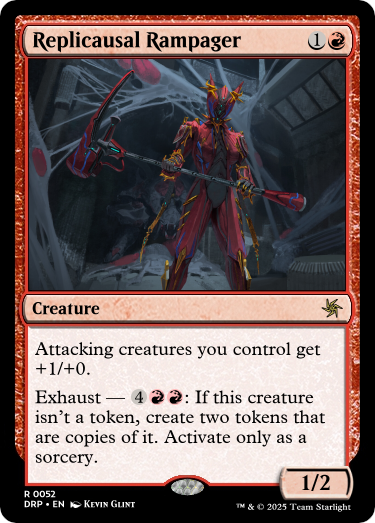 Replicausal Rampager 1
Creature
Attacking creatures you control get
+1/+0.
Exhaust — 4: If this creature
isn't a token, create two tokens that
are copies of it. Activate only as a
sorcery.
1/2
R 0052
DRP • EN Kevin Glint
™ & © 2025 Team Starlight